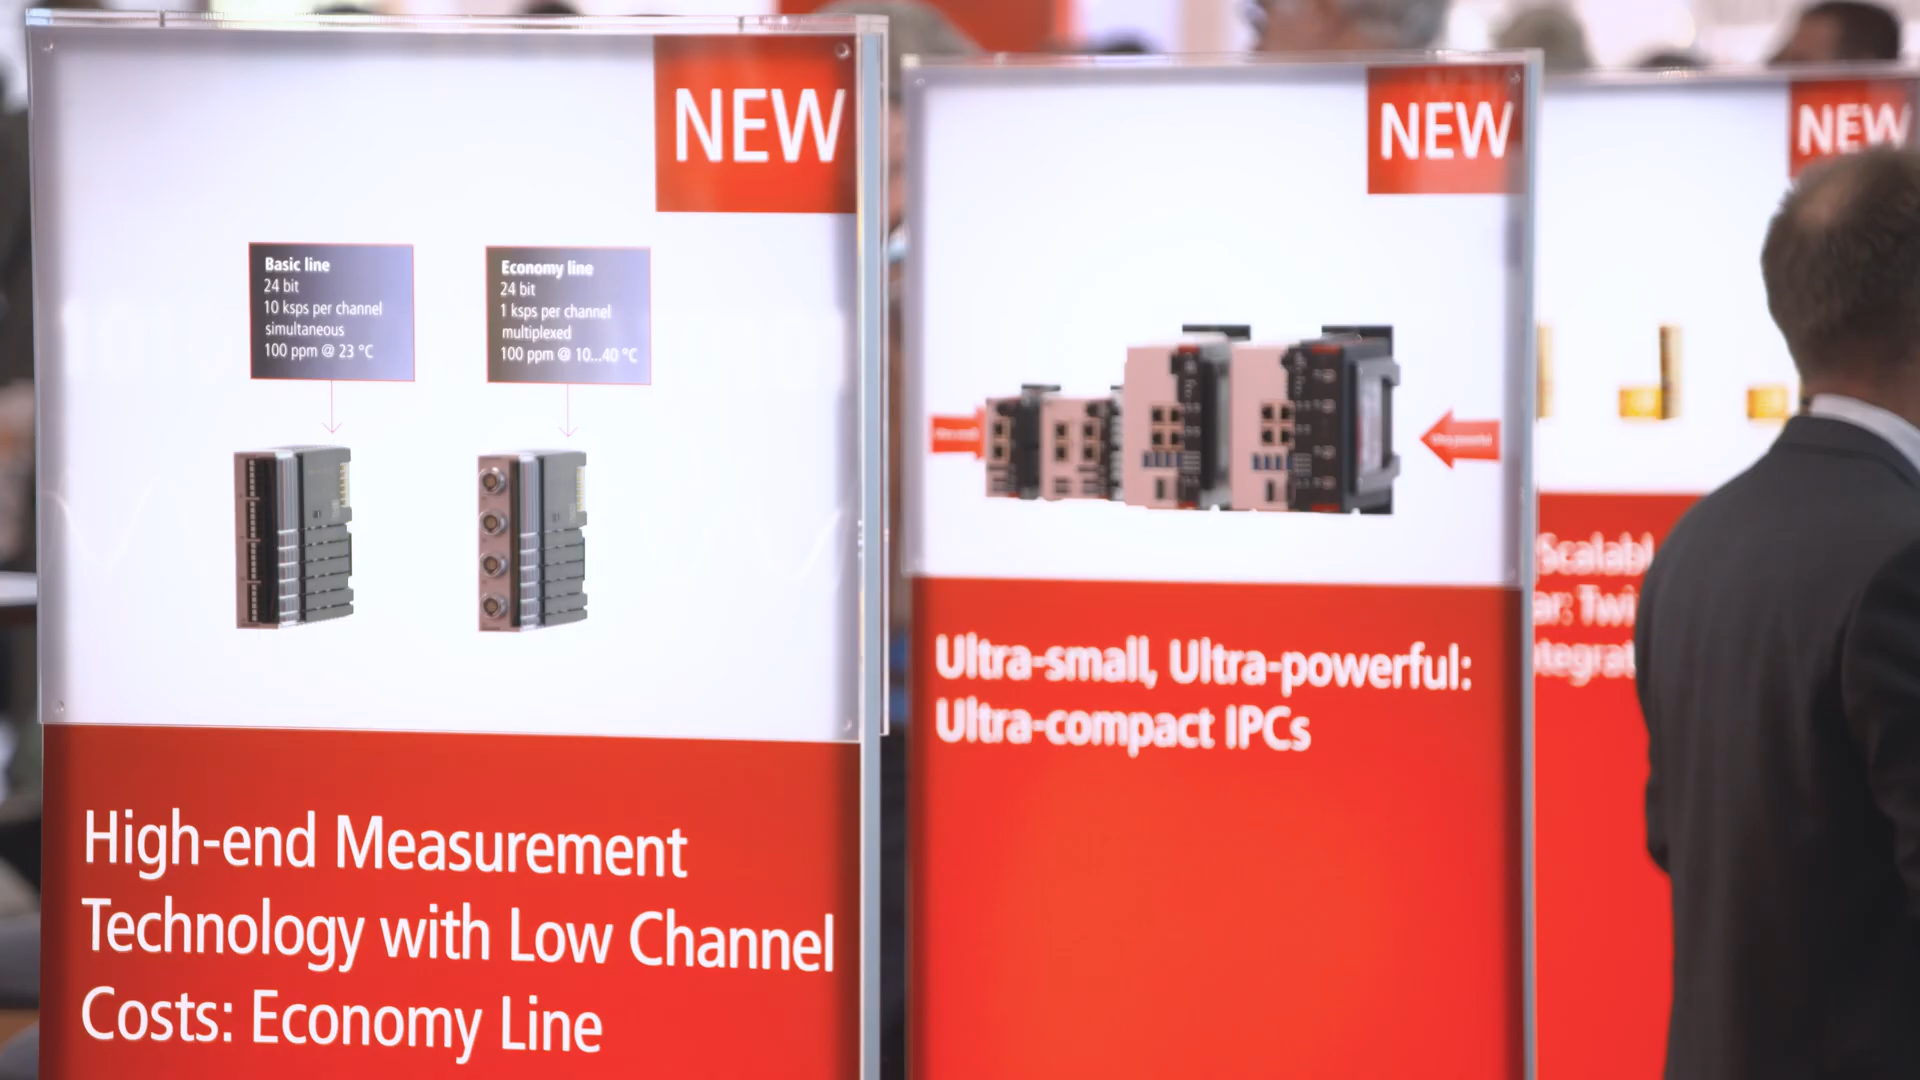 NEW
Basic line
24 bit
10 ksps per channel
simultaneous
100 ppm @ 23 °C
Economy line
24 bit
1 ksps per channel
multiplexed
100 ppm @ 10...40 °C
High-end Measurement
Technology with Low Channel
Costs: Economy Line
NEW
Ultra-small, Ultra-powerful:
Ultra-compact IPCs
NEW